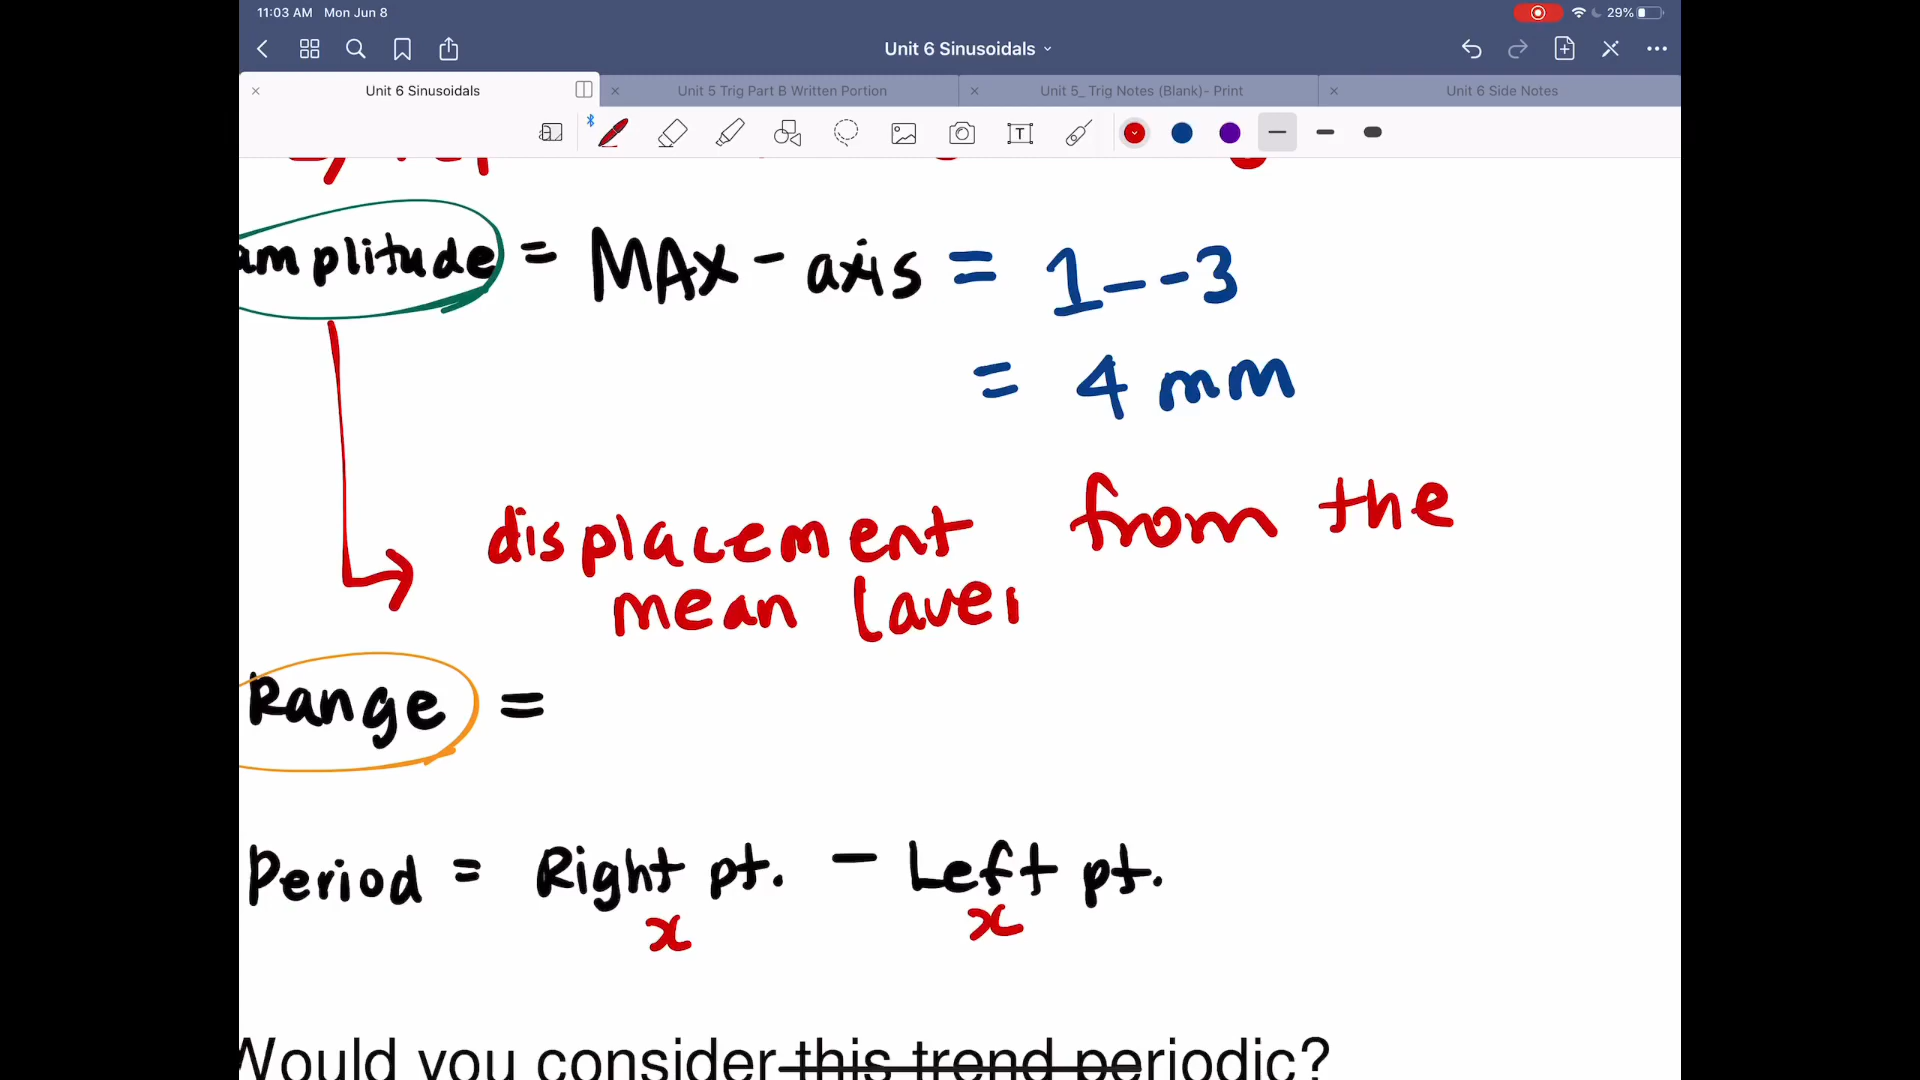 11:03 AM Mon Jun 8
29%
Unit 6 Sinusoidals
Unit 6 Sinusoidals
Unit 5 Trig Part B Written Portion
Unit 5_ Trig Notes (Blank)- Print
Unit 6 Side Notes
T
amplitude = MAx - axis = 1 - -3
= 4 mm
displacement from the
mean lavel
Range =
Period = Right pt. - Left pt.
x x
Would you consider this trend periodic?